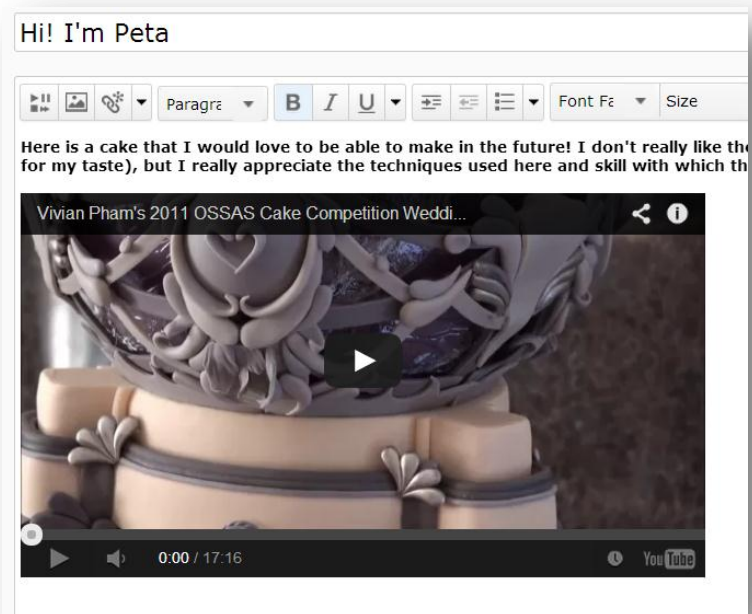 Hi! I'm Peta
Paragra B I U Font Fa Size
Here is a cake that I would love to be able to make in the future! I don't really like the
for my taste), but I really appreciate the techniques used here and skill with which th
Vivian Pham's 2011 OSSAS Cake Competition Weddi...
0:00 / 17:16 YouTube